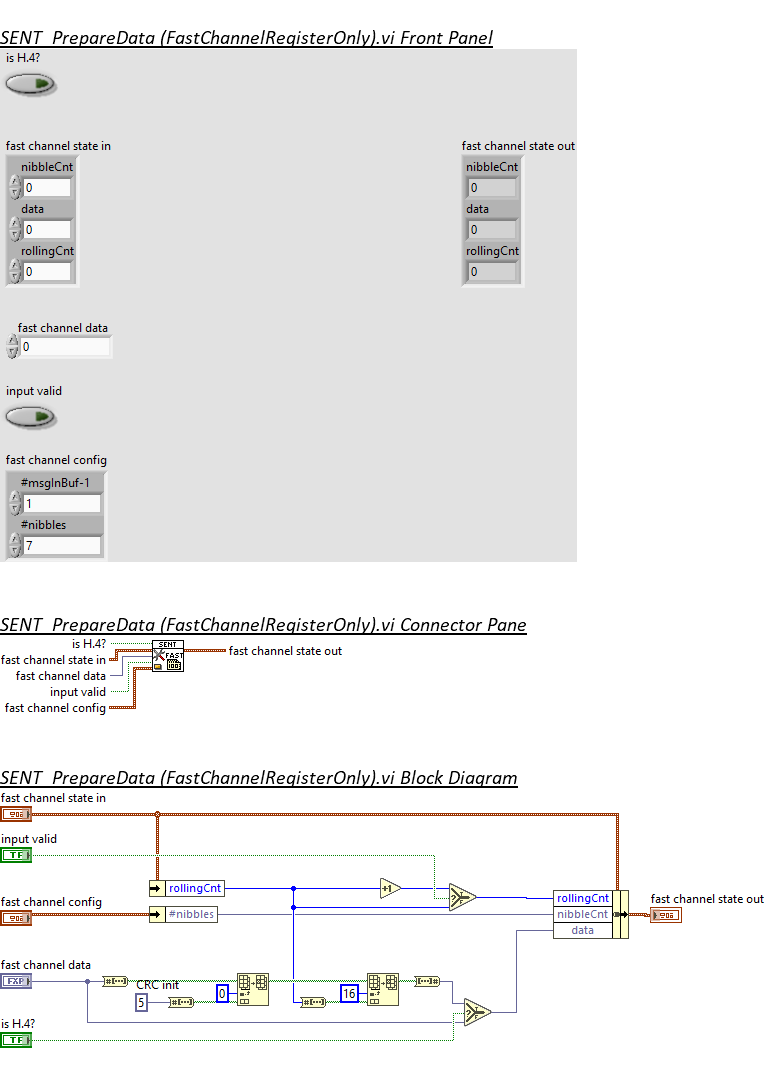 SENT_PrepareData (FastChannelRegisterOnly).vi Front Panel
is H.4?
fast channel state in
nibbleCnt
0
data
0
rollingCnt
0
fast channel state out
nibbleCnt
0
data
0
rollingCnt
0
fast channel data
0
input valid
fast channel config
#msgInBuf-1
1
#nibbles
7
SENT_PrepareData (FastChannelRegisterOnly).vi Connector Pane
is H.4?
fast channel state in
fast channel data
input valid
fast channel config
SENT
FAST
fast channel state out
SENT_PrepareData (FastChannelRegisterOnly).vi Block Diagram
fast channel state in
input valid
TF
rollingCnt
+1
?
T
F
rollingCnt
nibbleCnt
data
fast channel state out
fast channel config
#nibbles
fast channel data
FXP
CRC init
5
0
16
?
T
F
is H.4?
TF